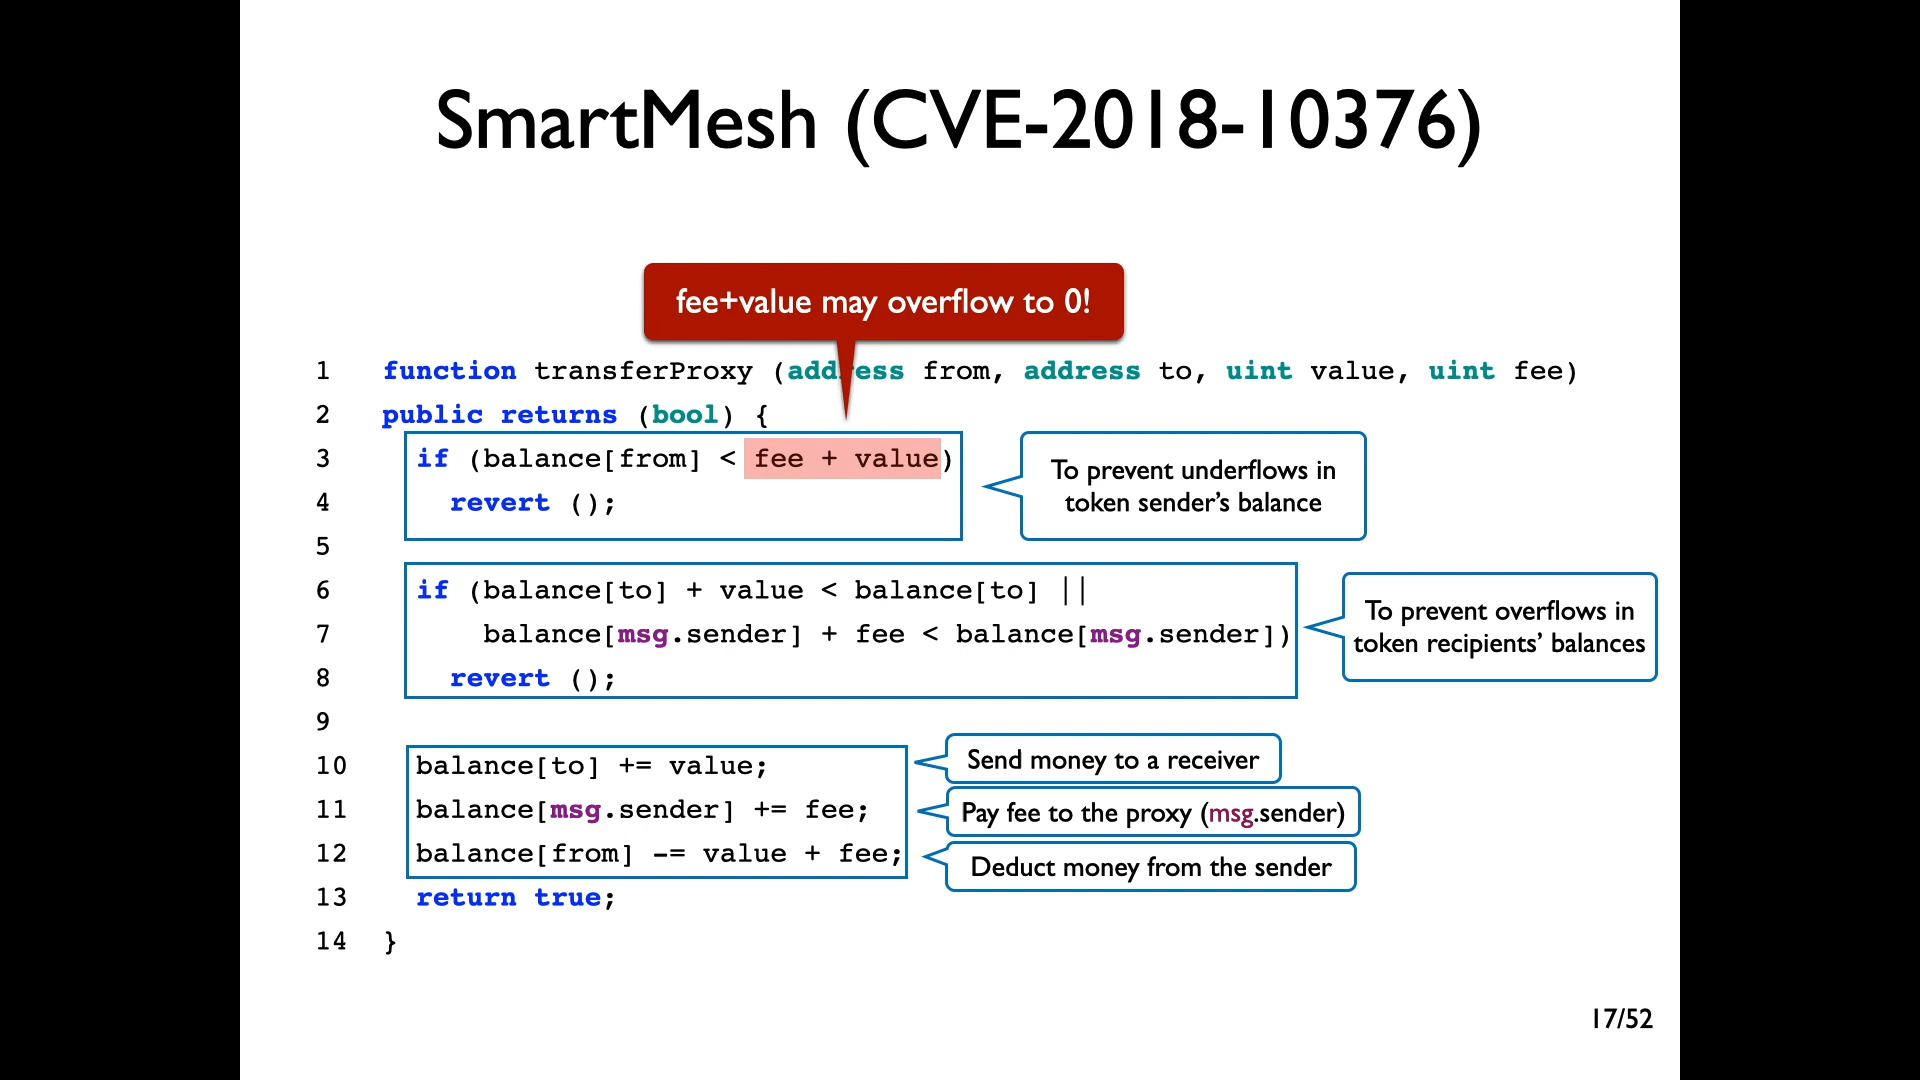 SmartMesh (CVE-2018-10376)
fee+value may overflow to 0!
1 function transferProxy (address from, address to, uint value, uint fee)
2 public returns (bool) {
3 if (balance[from] < fee + value)
4 revert ();
5
To prevent underflows in
token sender's balance
6 if (balance[to] + value < balance[to] ||
7 balance[msg.sender] + fee < balance[msg.sender])
8 revert ();
9
To prevent overflows in
token recipients' balances
10 balance[to] += value;
Send money to a receiver
11 balance[msg.sender] += fee;
Pay fee to the proxy (msg.sender)
12 balance[from] -= value + fee;
Deduct money from the sender
13 return true;
14 }
17/52